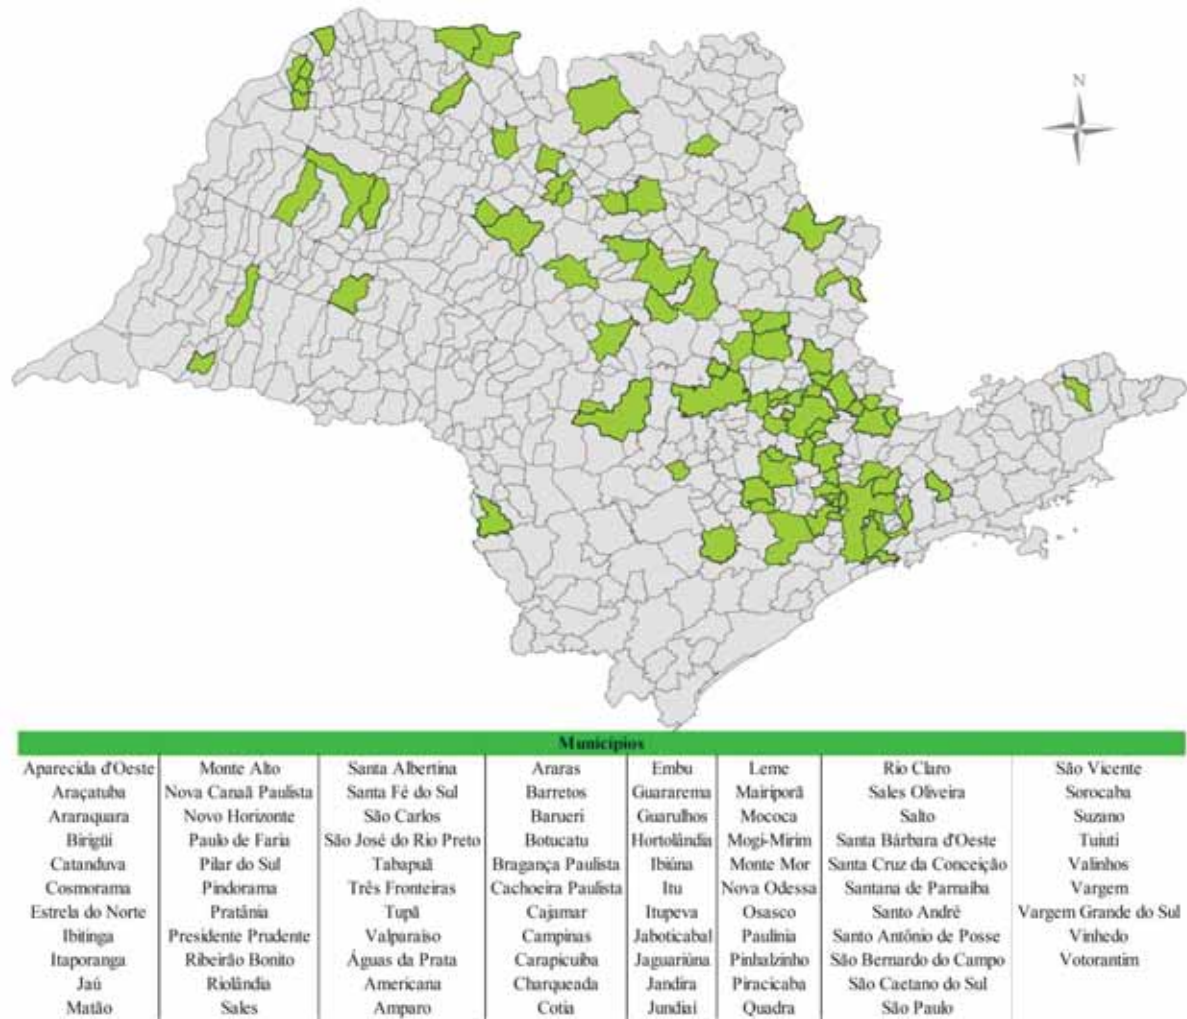 N
Municípios
Aparecida d'Oeste Monte Alto Santa Albertina Araras Embu Leme Rio Claro São Vicente
Araçatuba Nova Canaã Paulista Santa Fé do Sul Barretos Guararema Mairiporã Sales Oliveira Sorocaba
Araraquara Novo Horizonte São Carlos Barueri Guarulhos Mococa Salto Suzano
Birigüi Paulo de Faria São José do Rio Preto Botucatu Hortolândia Mogi-Mirim Santa Bárbara d'Oeste Tuiuti
Catanduva Pilar do Sul Tabapuã Bragança Paulista Ibiúna Monte Mor Santa Cruz da Conceição Valinhos
Cosmorama Pindorama Três Fronteiras Cachoeira Paulista Itu Nova Odessa Santana de Parnaíba Vargem
Estrela do Norte Pratânia Tupã Cajamar Itupeva Osasco Santo André Vargem Grande do Sul
Ibitinga Presidente Prudente Valparaíso Campinas Jaboticabal Paulínia Santo Antônio de Posse Vinhedo
Itaporanga Ribeirão Bonito Águas da Prata Carapicuíba Jaguariúna Pinhalzinho São Bernardo do Campo Votorantim
Jaú Riolândia Americana Charqueada Jandira Piracicaba São Caetano do Sul
Matão Sales Amparo Cotia Jundiaí Quadra São Paulo